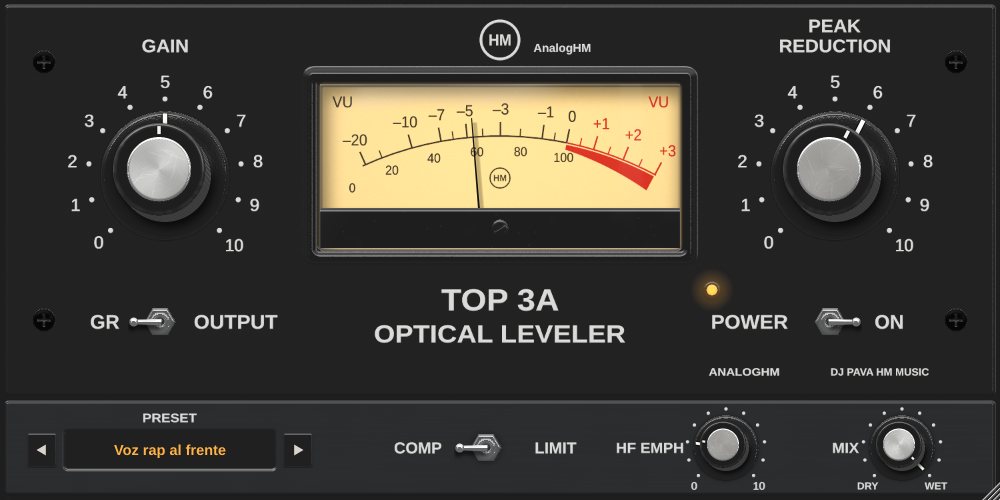 HM AnalogHM
GAIN
0 1 2 3 4 5 6 7 8 9 10
VU VU
–20 –10 –7 –5 –3 –1 0 +1 +2 +3
0 20 40 60 80 100
HM
PEAK
REDUCTION
0 1 2 3 4 5 6 7 8 9 10
TOP 3A
OPTICAL LEVELER
GR OUTPUT
POWER ON
ANALOGHM DJ PAVA HM MUSIC
PRESET
Voz rap al frente
COMP LIMIT
HF EMPH
0 10
MIX
DRY WET